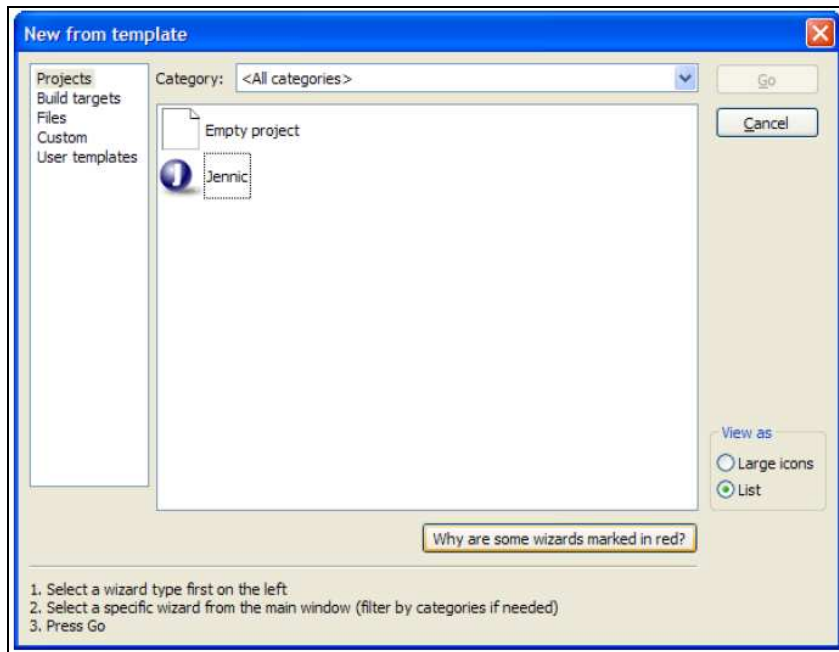 New from template
Projects
Build targets
Files
Custom
User templates
Category: <All categories>
Empty project
J Jennic
Go
Cancel
View as
Large icons
List
Why are some wizards marked in red?
1. Select a wizard type first on the left
2. Select a specific wizard from the main window (filter by categories if needed)
3. Press Go